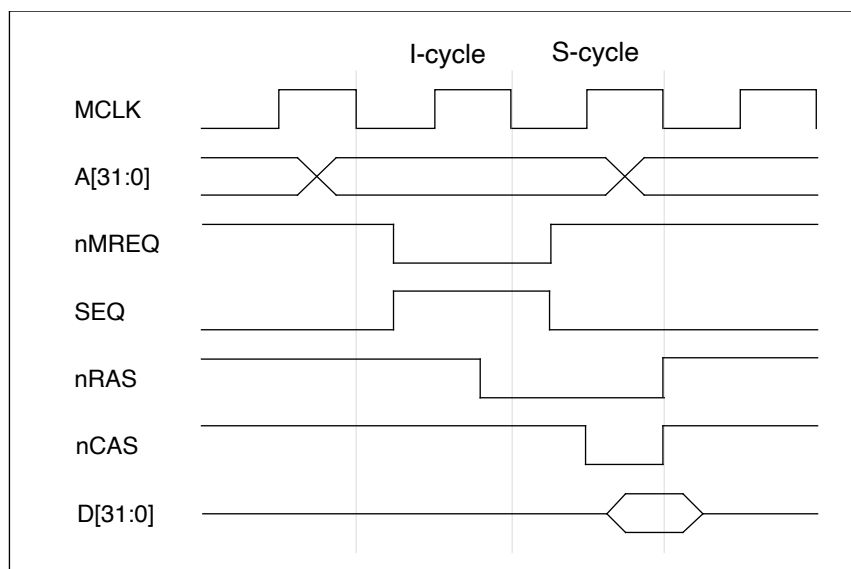 I-cycle S-cycle
MCLK
A[31:0]
nMREQ
SEQ
nRAS
nCAS
D[31:0]